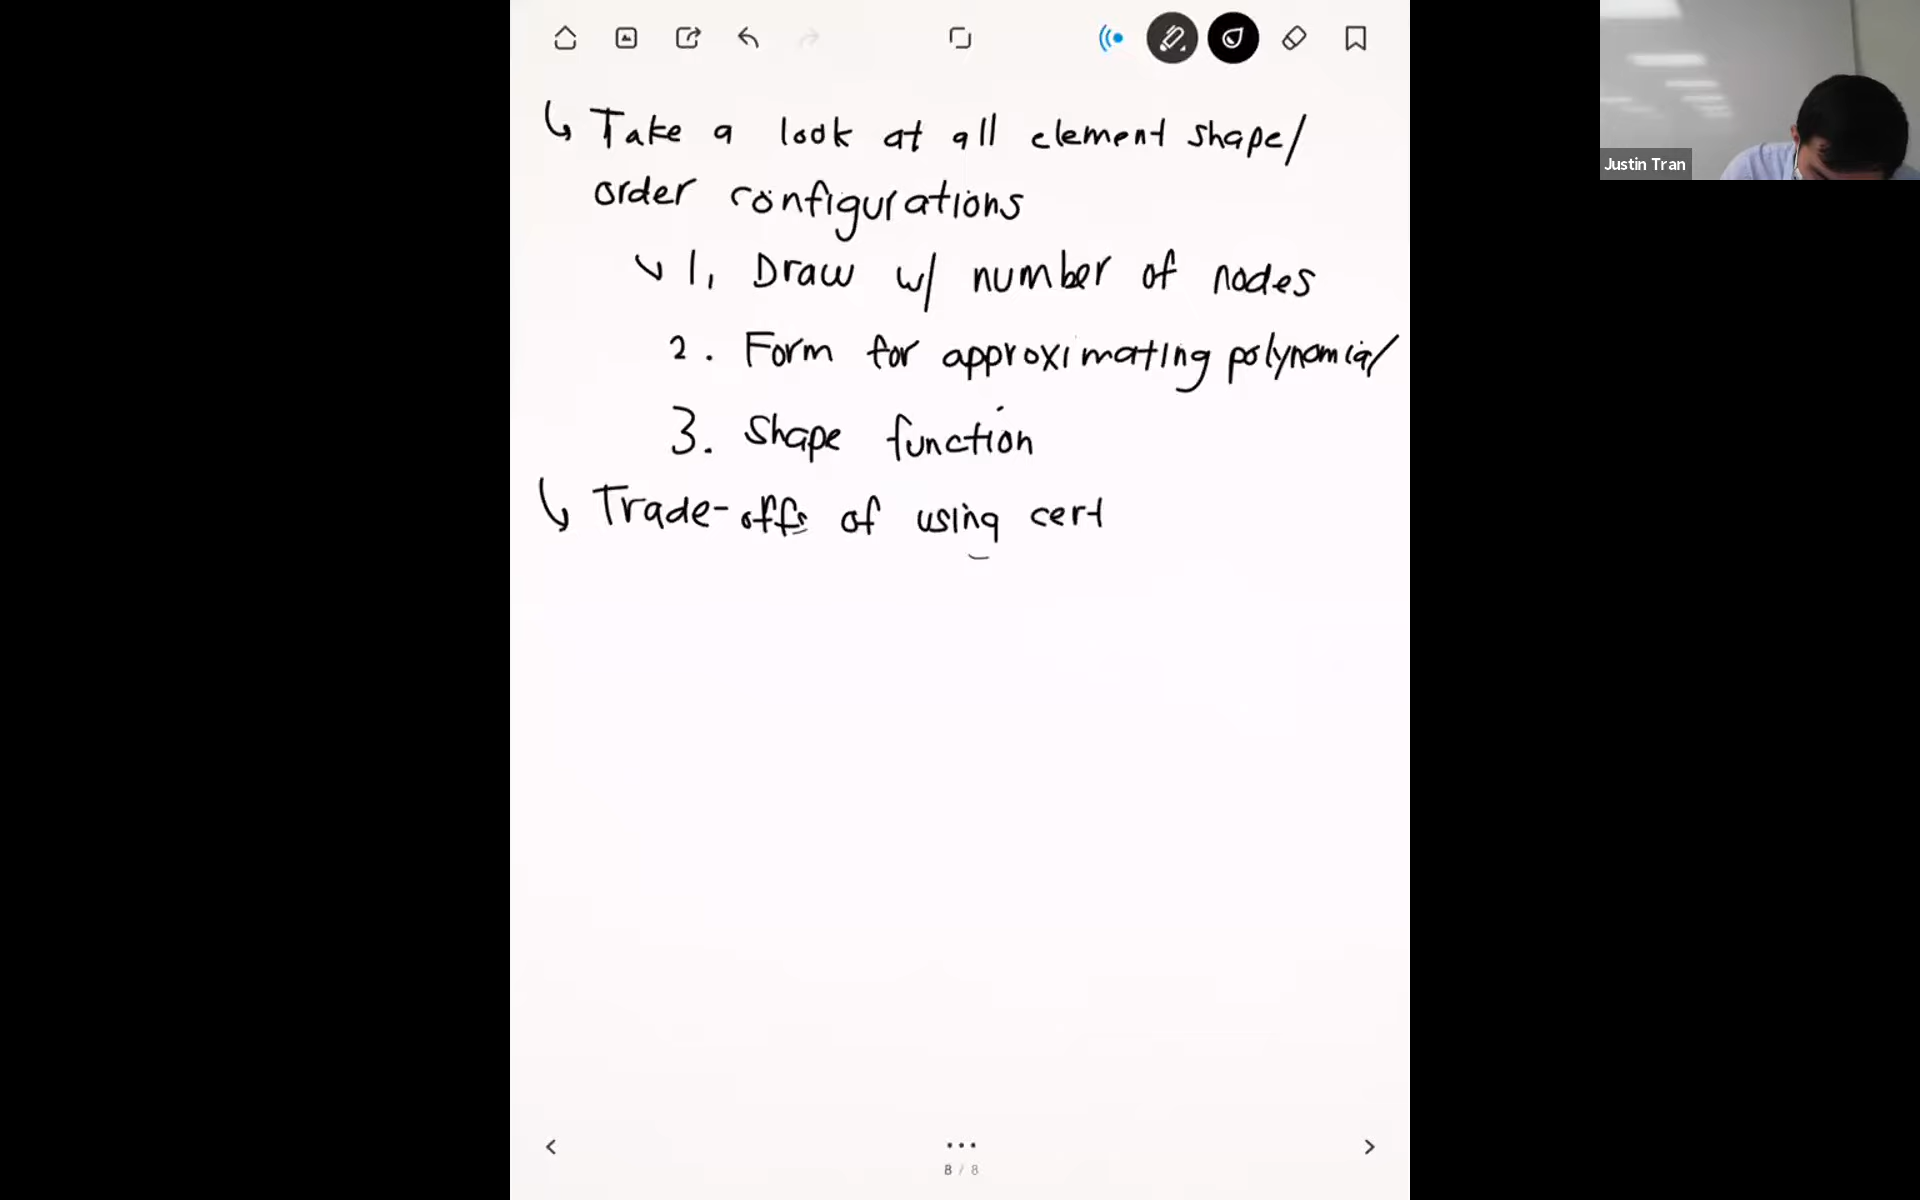 Justin Tran
↳ Take a look at all element shape/
order configurations
↳ 1. Draw w/ number of nodes
2. Form for approximating polynomial
3. Shape function
↳ Trade-offs of using cert
8 / 8